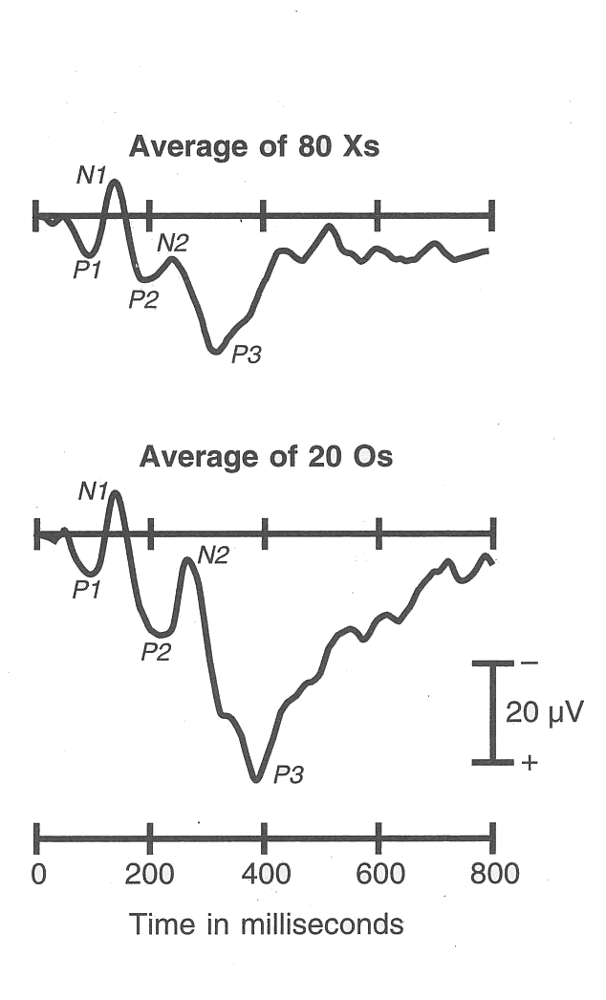 Average of 80 Xs
N1
N2
P1
P2
P3
Average of 20 Os
N1
N2
P1
P2
P3
−
20 μV
+
0 200 400 600 800
Time in milliseconds